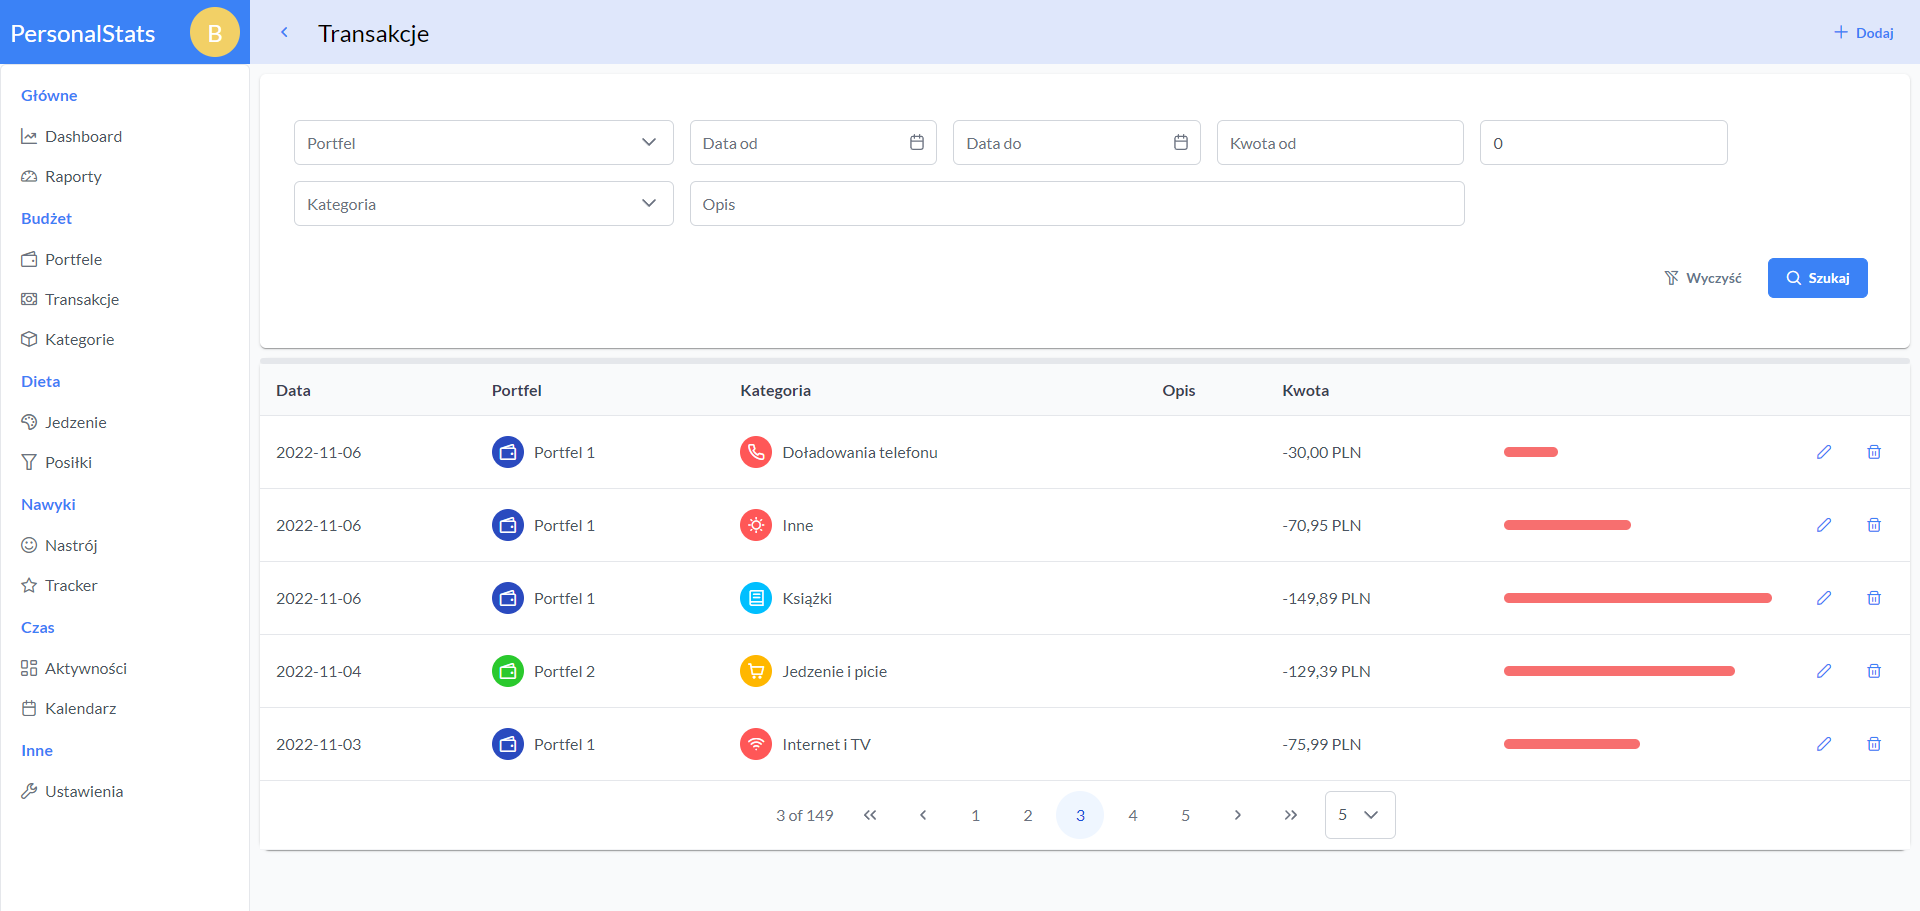 PersonalStats
B
Transakcje
Dodaj
Główne
Dashboard
Raporty
Budżet
Portfele
Transakcje
Kategorie
Dieta
Jedzenie
Posiłki
Nawyki
Nastrój
Tracker
Czas
Aktywności
Kalendarz
Inne
Ustawienia
Portfel
Data od
Data do
Kwota od
0
Kategoria
Opis
Wyczyść
Szukaj
Data Portfel Kategoria Opis Kwota
2022-11-06 Portfel 1 Doładowania telefonu -30,00 PLN
2022-11-06 Portfel 1 Inne -70,95 PLN
2022-11-06 Portfel 1 Książki -149,89 PLN
2022-11-04 Portfel 2 Jedzenie i picie -129,39 PLN
2022-11-03 Portfel 1 Internet i TV -75,99 PLN
3 of 149 1 2 3 4 5 5